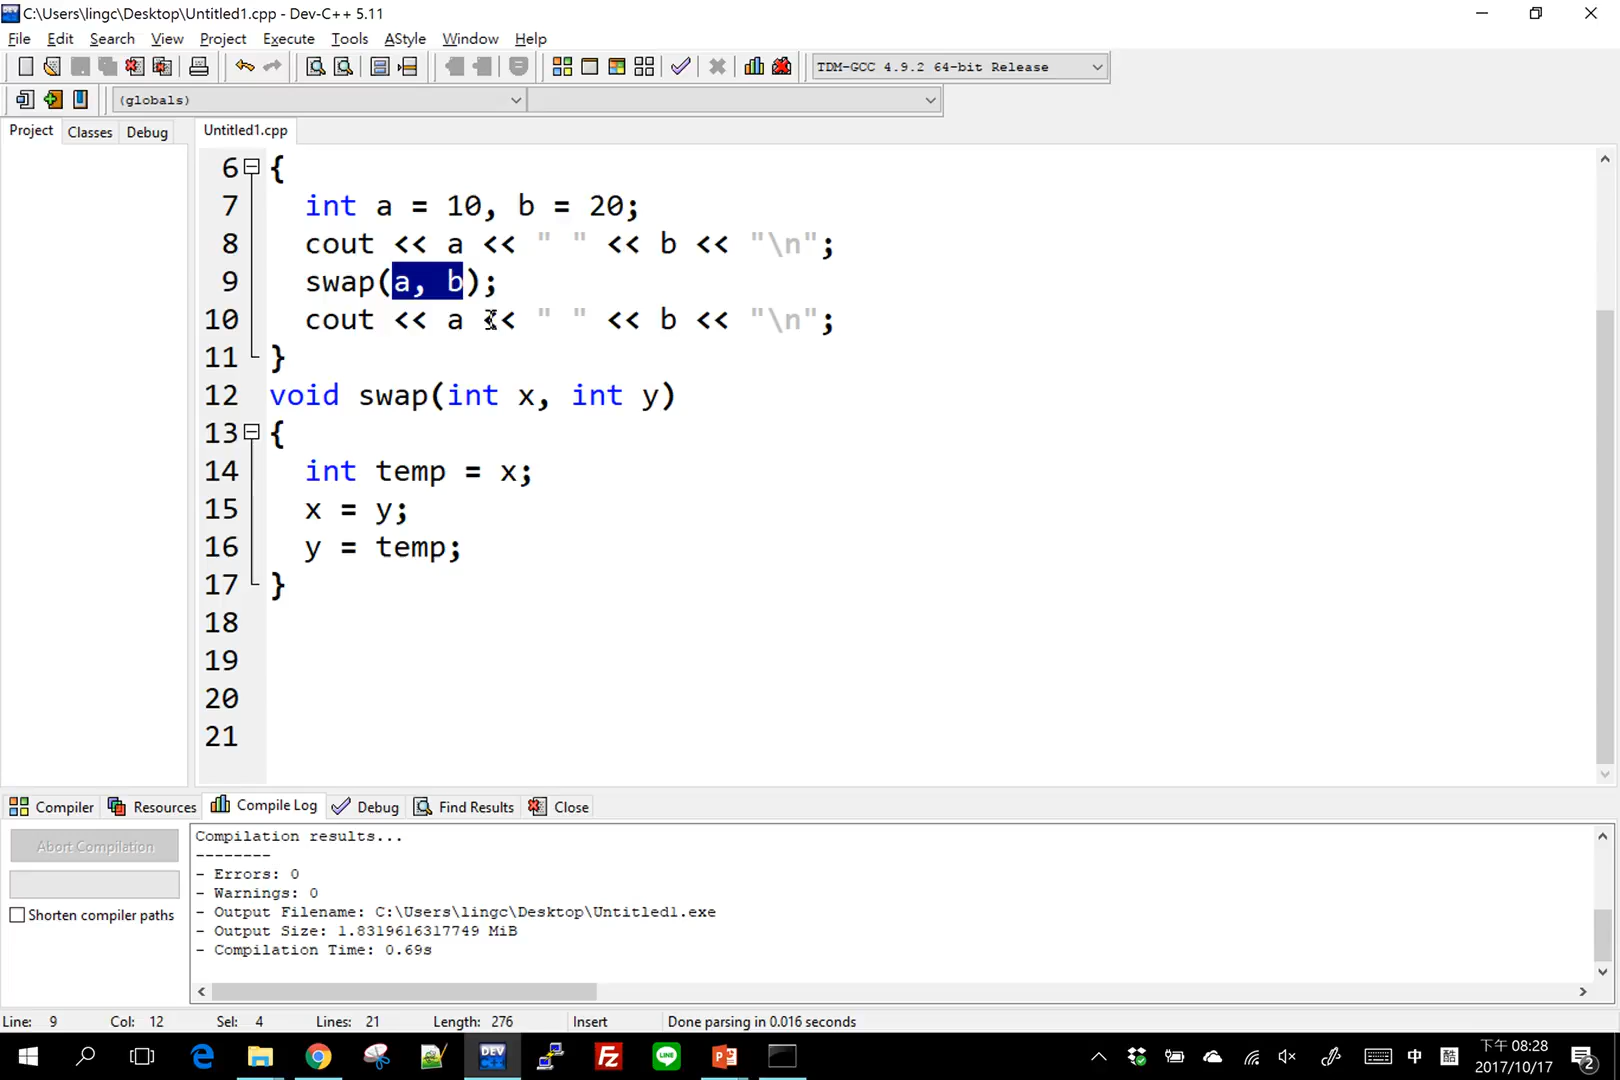 C:\Users\lingc\Desktop\Untitled1.cpp - Dev-C++ 5.11
File Edit Search View Project Execute Tools AStyle Window Help
TDM-GCC 4.9.2 64-bit Release
(globals)
Project Classes Debug Untitled1.cpp
6 {
7 int a = 10, b = 20;
8 cout << a << " " << b << "\n";
9 swap(a, b);
10 cout << a << " " << b << "\n";
11 }
12 void swap(int x, int y)
13 {
14 int temp = x;
15 x = y;
16 y = temp;
17 }
18
19
20
21
Compiler Resources Compile Log Debug Find Results Close
Abort Compilation
Shorten compiler paths
Compilation results...
--------
- Errors: 0
- Warnings: 0
- Output Filename: C:\Users\lingc\Desktop\Untitled1.exe
- Output Size: 1.8319616317749 MiB
- Compilation Time: 0.69s
Line: 9 Col: 12 Sel: 4 Lines: 21 Length: 276 Insert Done parsing in 0.016 seconds
DEV
中
酷
下午 08:28
2017/10/17
2